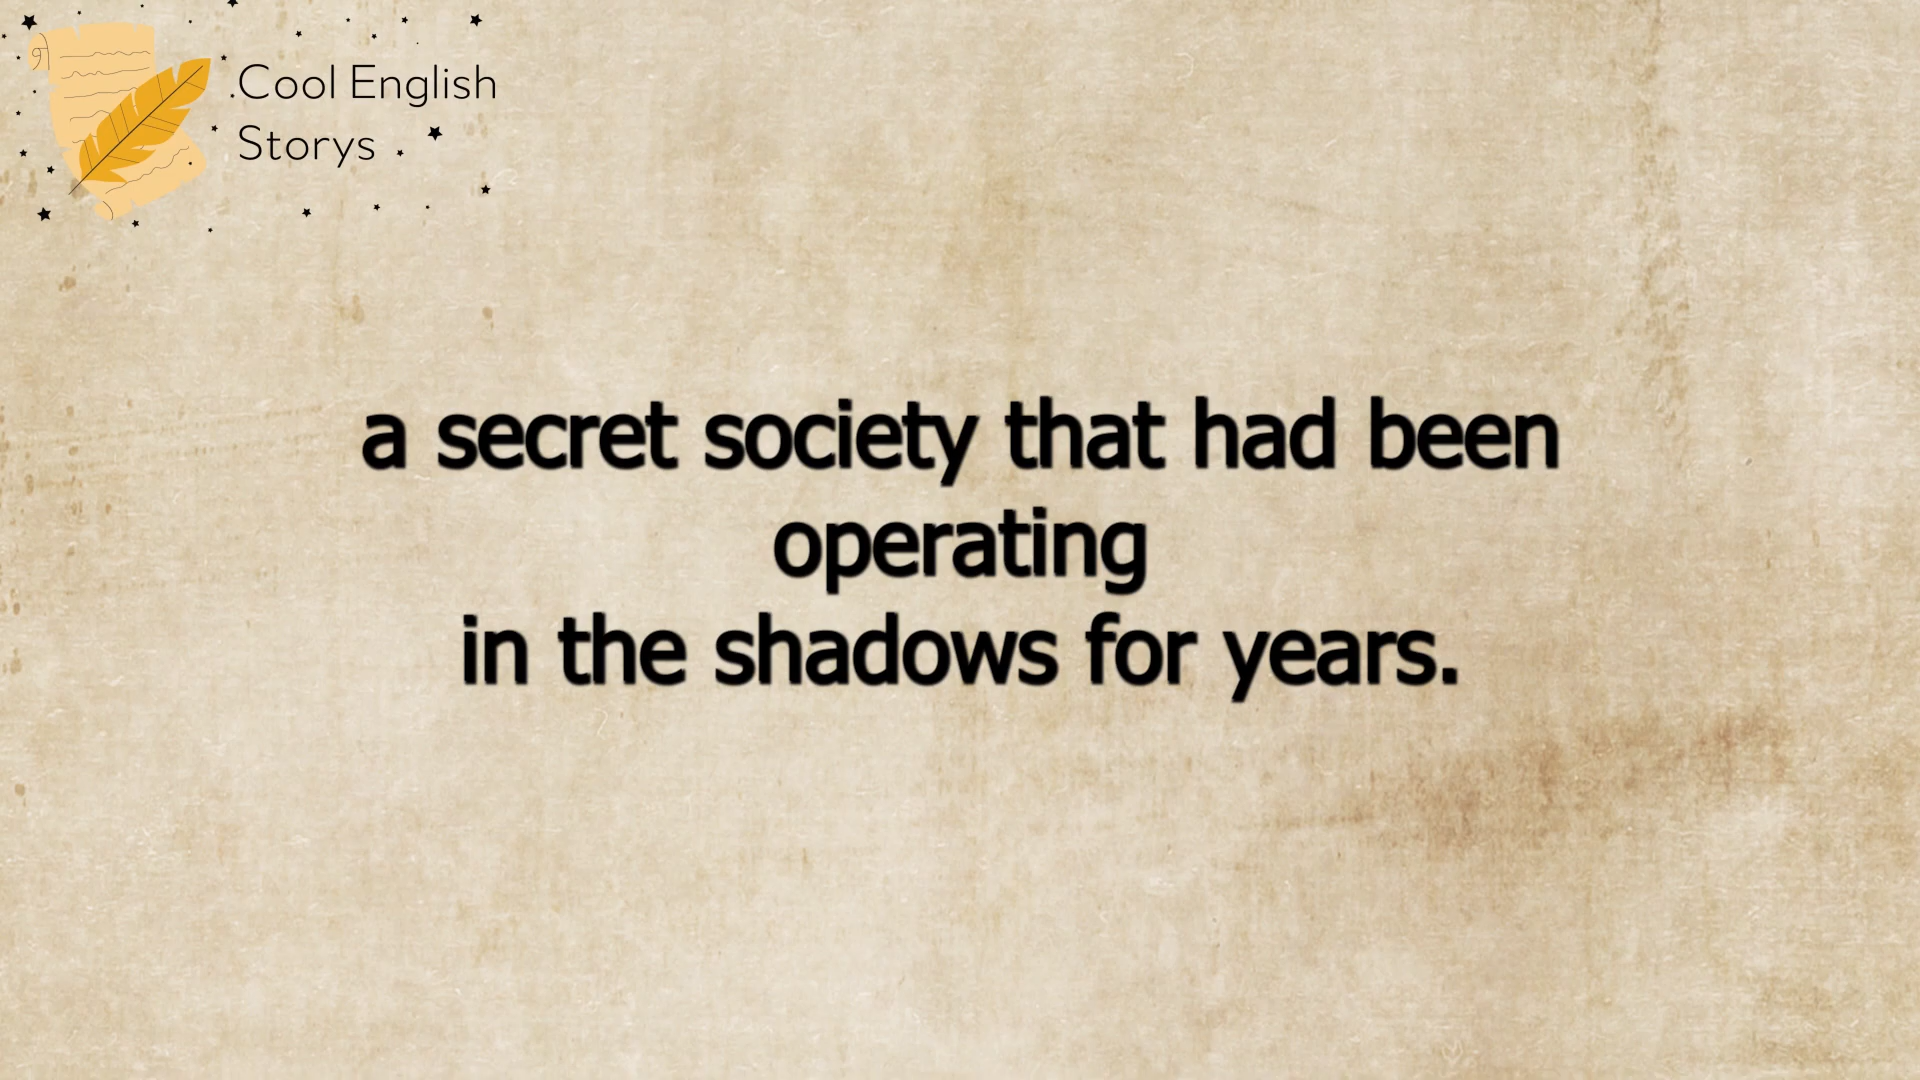 .Cool English
Storys
a secret society that had been
operating
in the shadows for years.